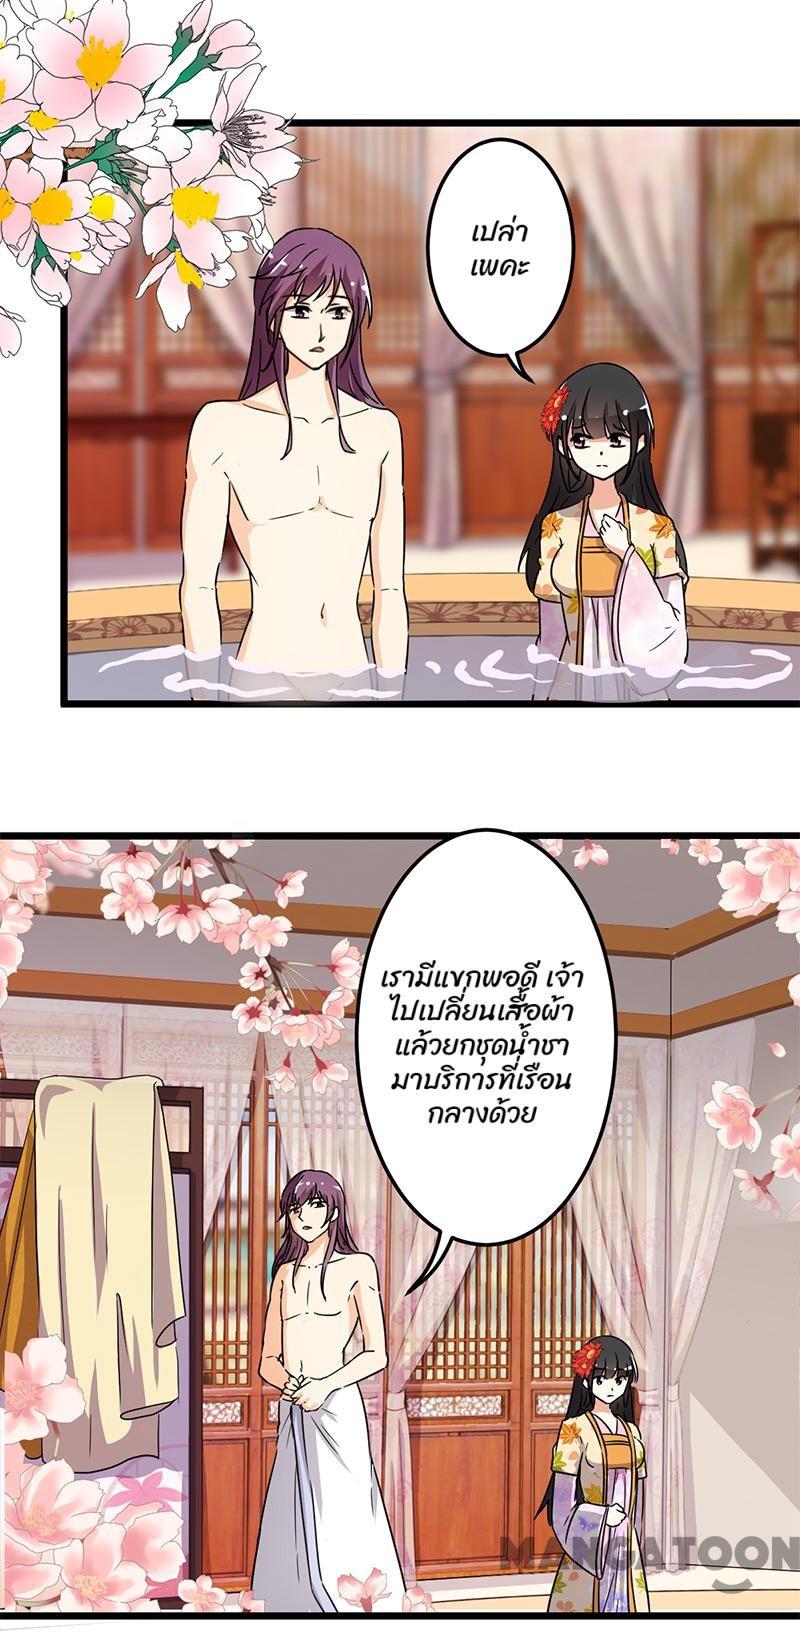 เปล่า
เพคะ
เรามีแขกพอดี เจ้า
ไปเปลี่ยนเสื้อผ้า
แล้วยกชุดน้ำชา
มาบริการที่เรือน
กลางด้วย
MANGATOON